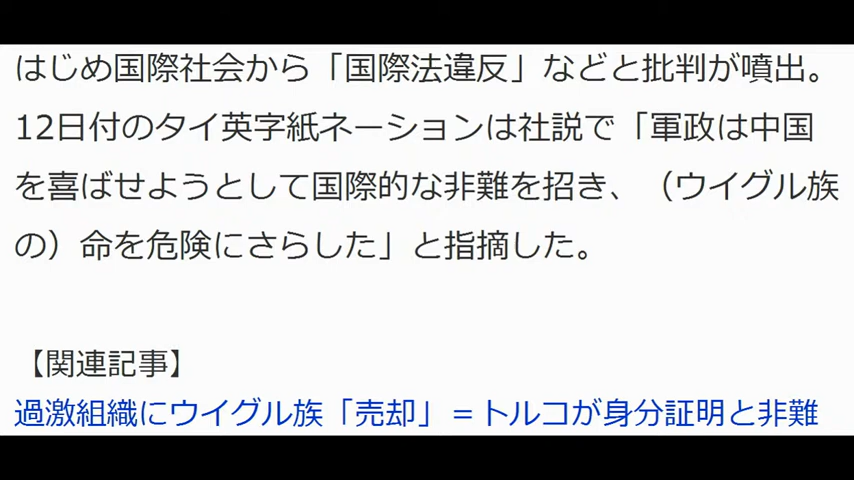 はじめ国際社会から「国際法違反」などと批判が噴出。
12日付のタイ英字紙ネーションは社説で「軍政は中国
を喜ばせようとして国際的な非難を招き、（ウイグル族
の）命を危険にさらした」と指摘した。
【関連記事】
過激組織にウイグル族「売却」＝トルコが身分証明と非難